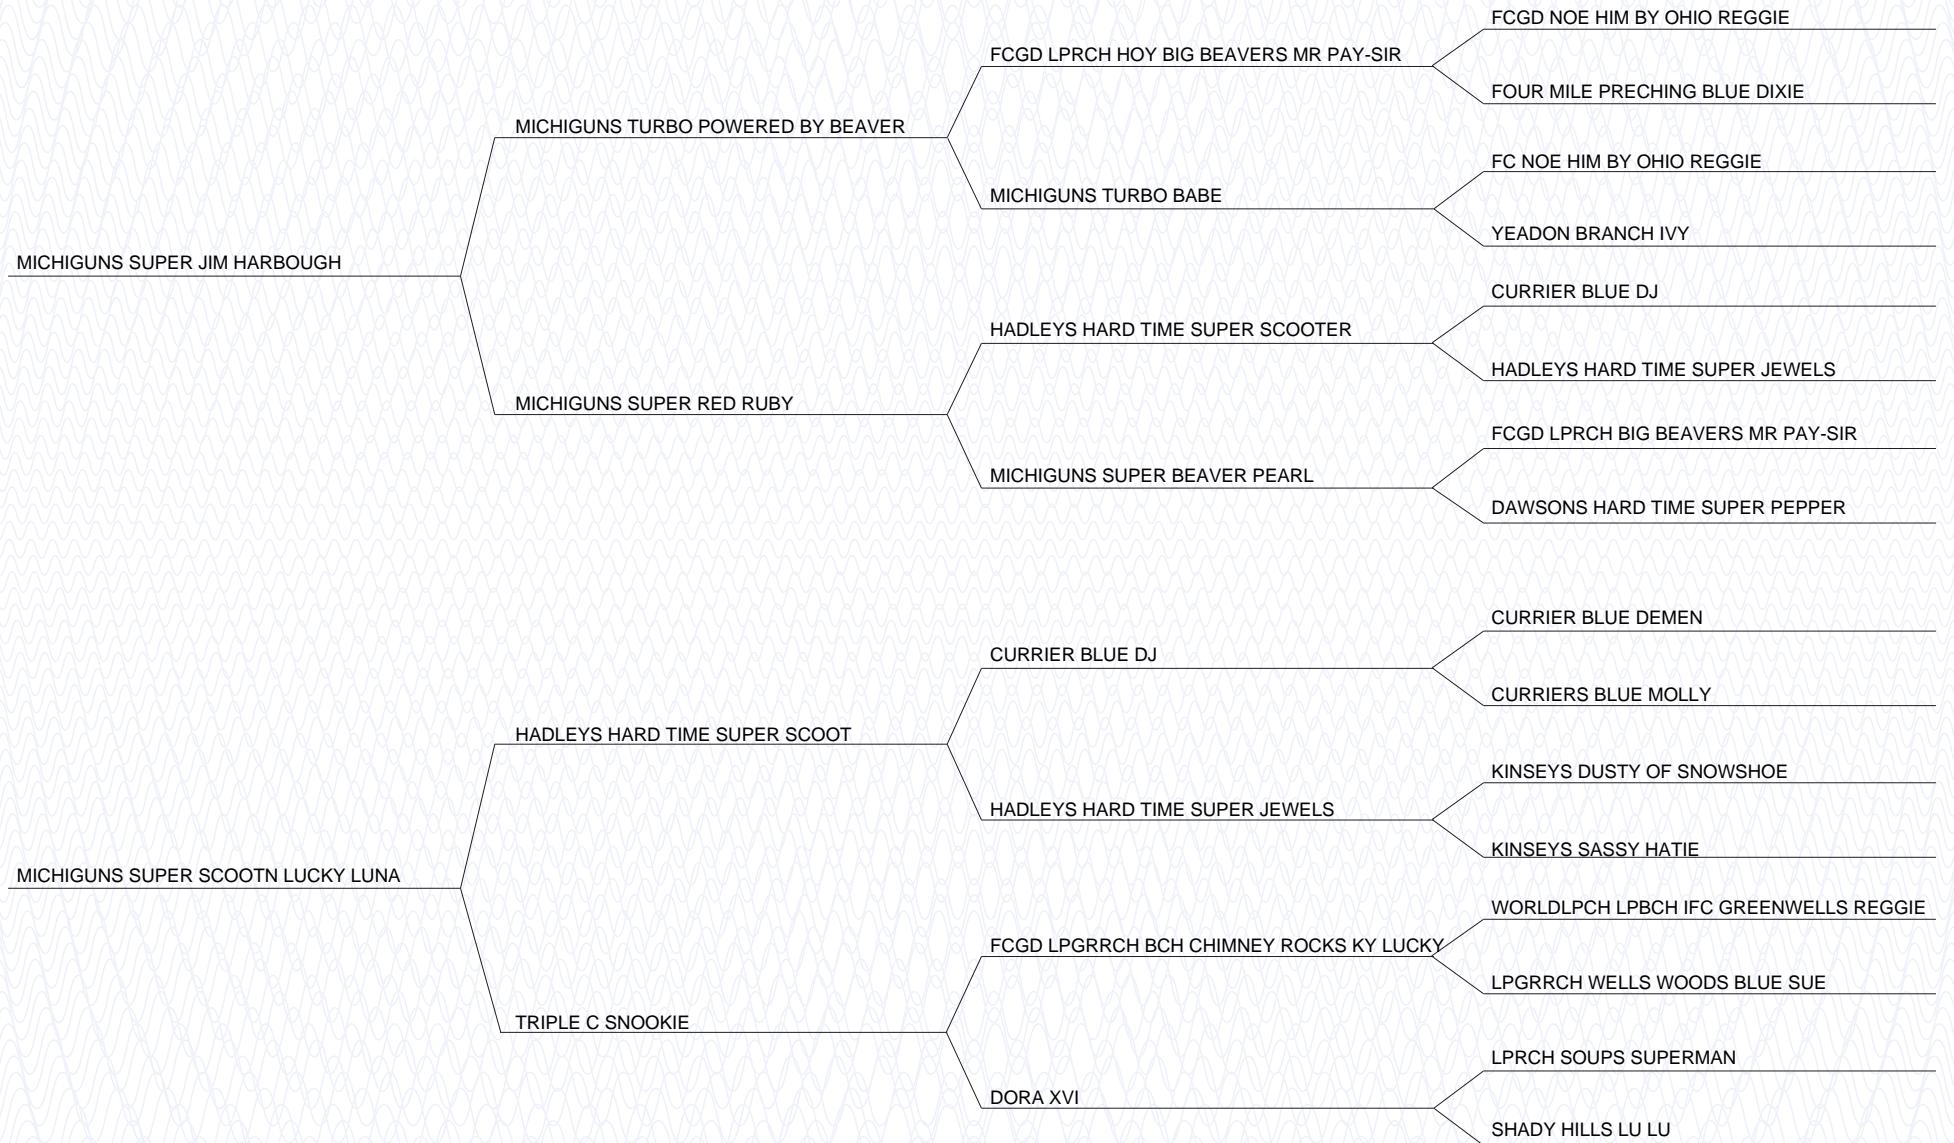 FCGD NOE HIM BY OHIO REGGIE
FCGD LPRCH HOY BIG BEAVERS MR PAY-SIR
FOUR MILE PRECHING BLUE DIXIE
MICHIGUNS TURBO POWERED BY BEAVER
FC NOE HIM BY OHIO REGGIE
MICHIGUNS TURBO BABE
YEADON BRANCH IVY
MICHIGUNS SUPER JIM HARBOUGH
CURRIER BLUE DJ
HADLEYS HARD TIME SUPER SCOOTER
HADLEYS HARD TIME SUPER JEWELS
MICHIGUNS SUPER RED RUBY
FCGD LPRCH BIG BEAVERS MR PAY-SIR
MICHIGUNS SUPER BEAVER PEARL
DAWSONS HARD TIME SUPER PEPPER
CURRIER BLUE DEMEN
CURRIER BLUE DJ
CURRIERS BLUE MOLLY
HADLEYS HARD TIME SUPER SCOOT
KINSEYS DUSTY OF SNOWSHOE
HADLEYS HARD TIME SUPER JEWELS
KINSEYS SASSY HATIE
MICHIGUNS SUPER SCOOTN LUCKY LUNA
WORLDLPCH LPBCH IFC GREENWELLS REGGIE
FCGD LPGRRCH BCH CHIMNEY ROCKS KY LUCKY
LPGRRCH WELLS WOODS BLUE SUE
TRIPLE C SNOOKIE
LPRCH SOUPS SUPERMAN
DORA XVI
SHADY HILLS LU LU